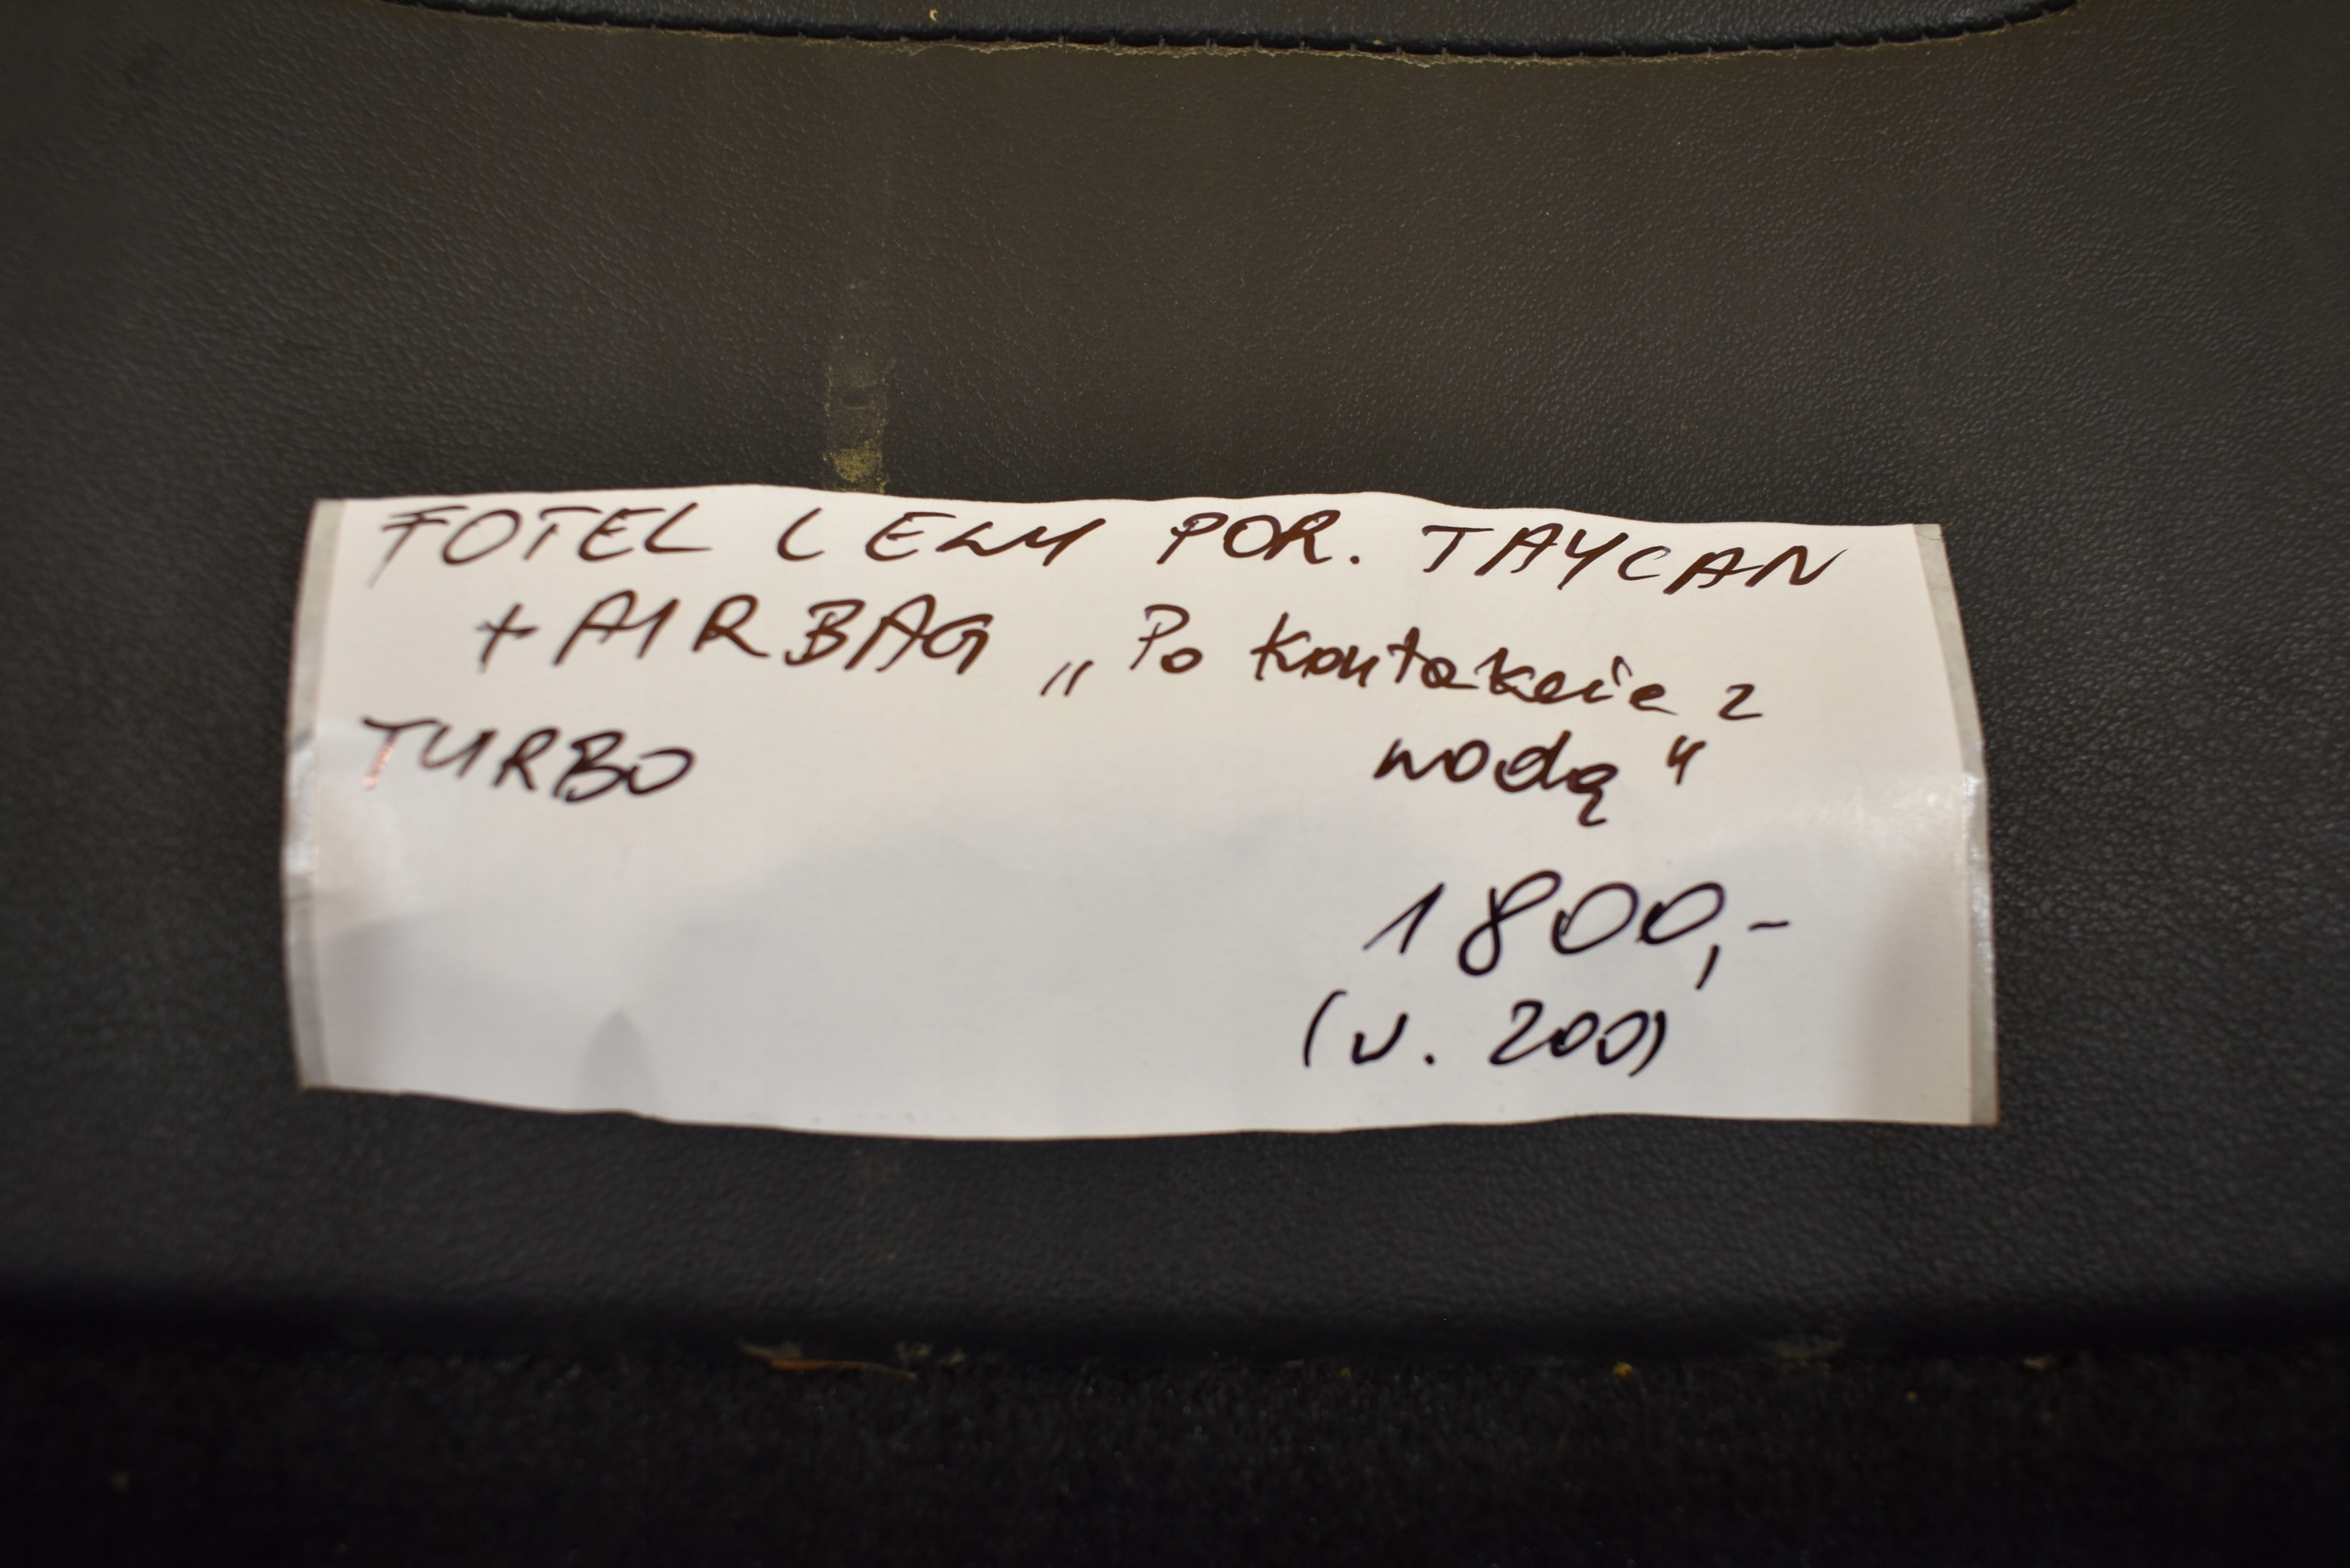 FOTEL LEWY POR. TAYCAN
+ AIRBAG „Po kontakcie z
TURBO wodą“
1800,-
(w. 200)